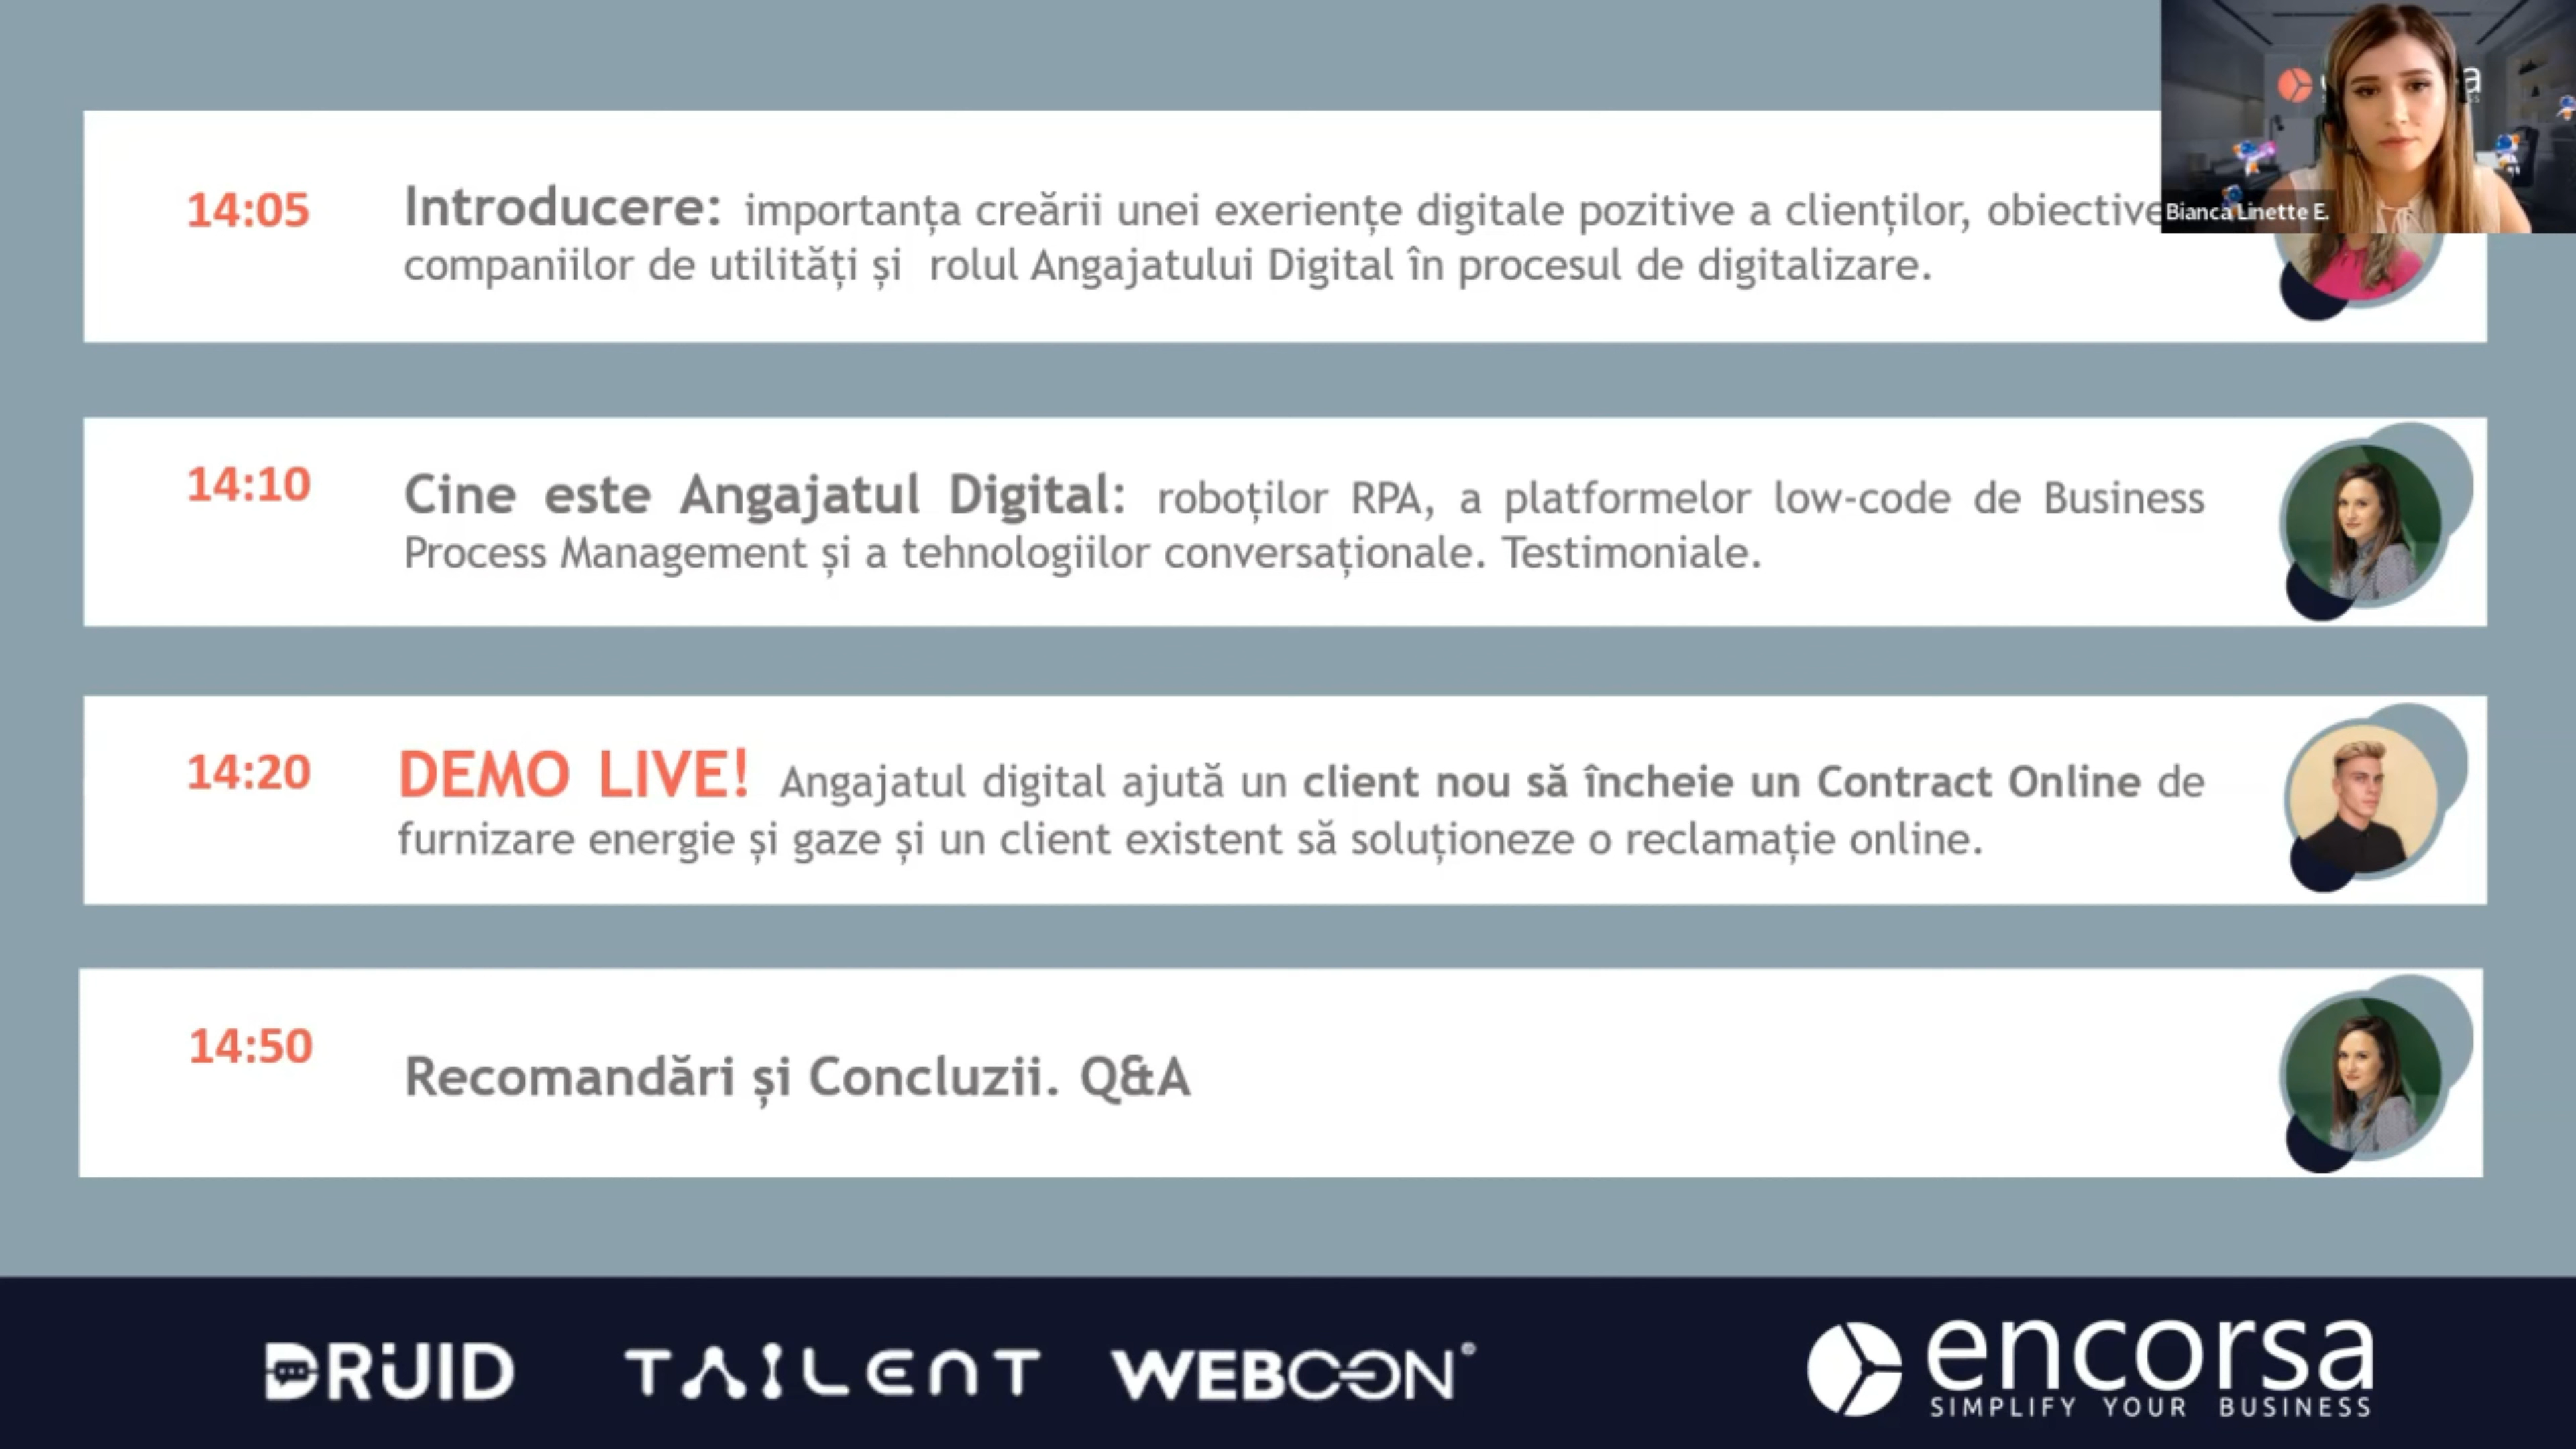 14:05
Introducere: importanța creării unei exeriențe digitale pozitive a clienților, obiective
companiilor de utilități și rolul Angajatului Digital în procesul de digitalizare.
Bianca Linette E.
14:10
Cine este Angajatul Digital: roboților RPA, a platformelor low-code de Business
Process Management și a tehnologiilor conversaționale. Testimoniale.
14:20
DEMO LIVE! Angajatul digital ajută un client nou să încheie un Contract Online de
furnizare energie și gaze și un client existent să soluționeze o reclamație online.
14:50
Recomandări și Concluzii. Q&A
DRUID
TAILENT
WEBCON®
encorsa
SIMPLIFY YOUR BUSINESS